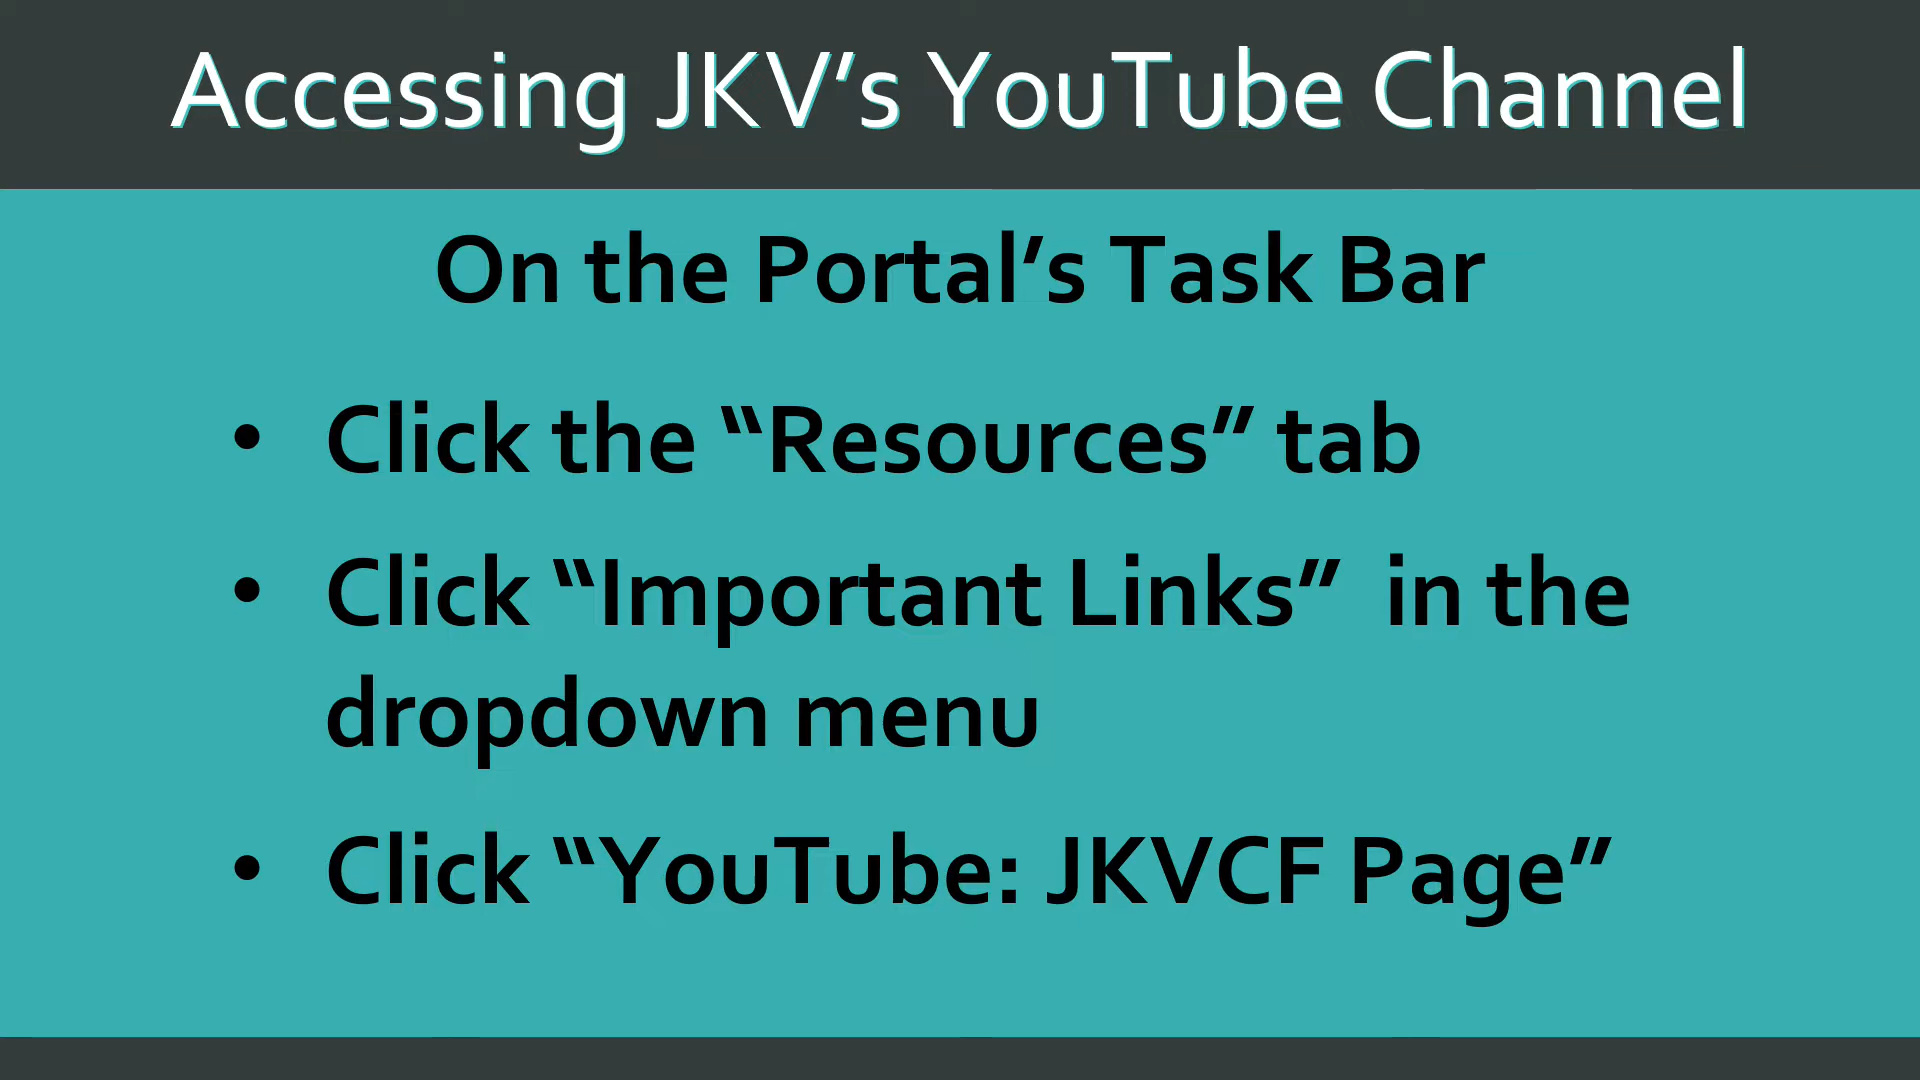 Accessing JKV’s YouTube Channel
On the Portal’s Task Bar
• Click the “Resources” tab
• Click “Important Links”  in the
dropdown menu
• Click “YouTube: JKVCF Page”